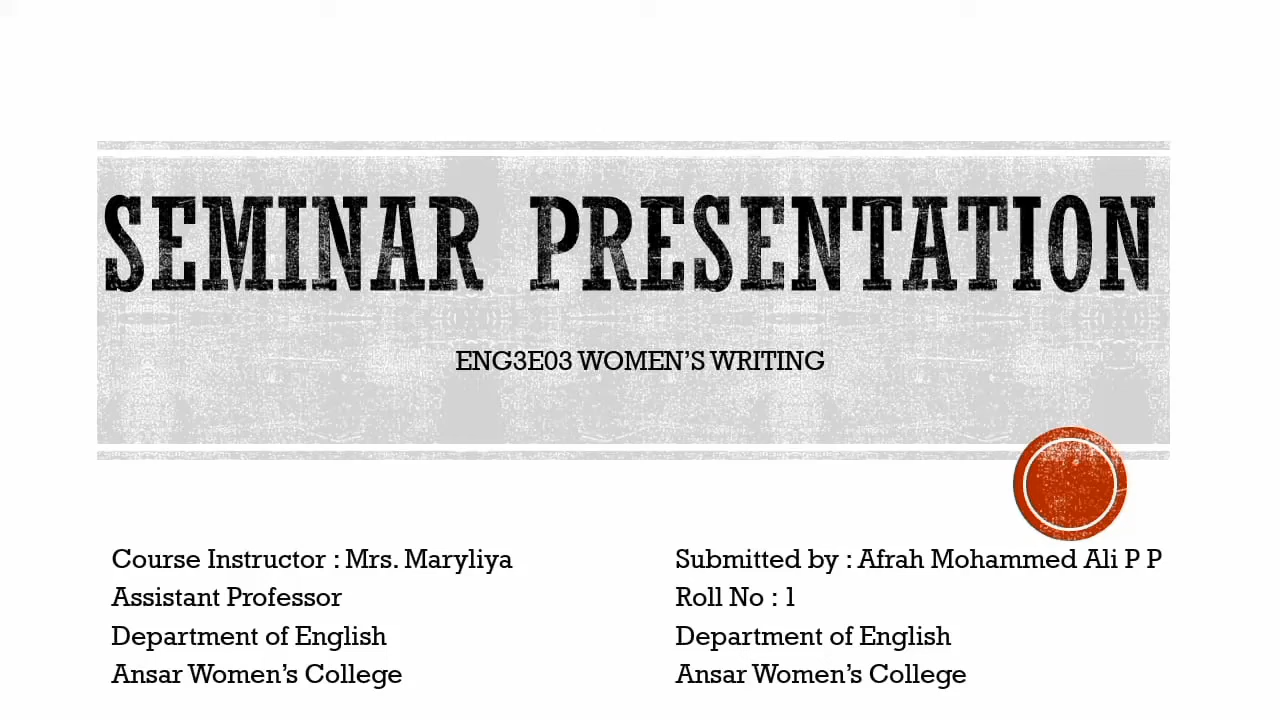 SEMINAR PRESENTATION
ENG3E03 WOMEN’S WRITING
Course Instructor : Mrs. Maryliya
Assistant Professor
Department of English
Ansar Women’s College
Submitted by : Afrah Mohammed Ali P P
Roll No : 1
Department of English
Ansar Women’s College